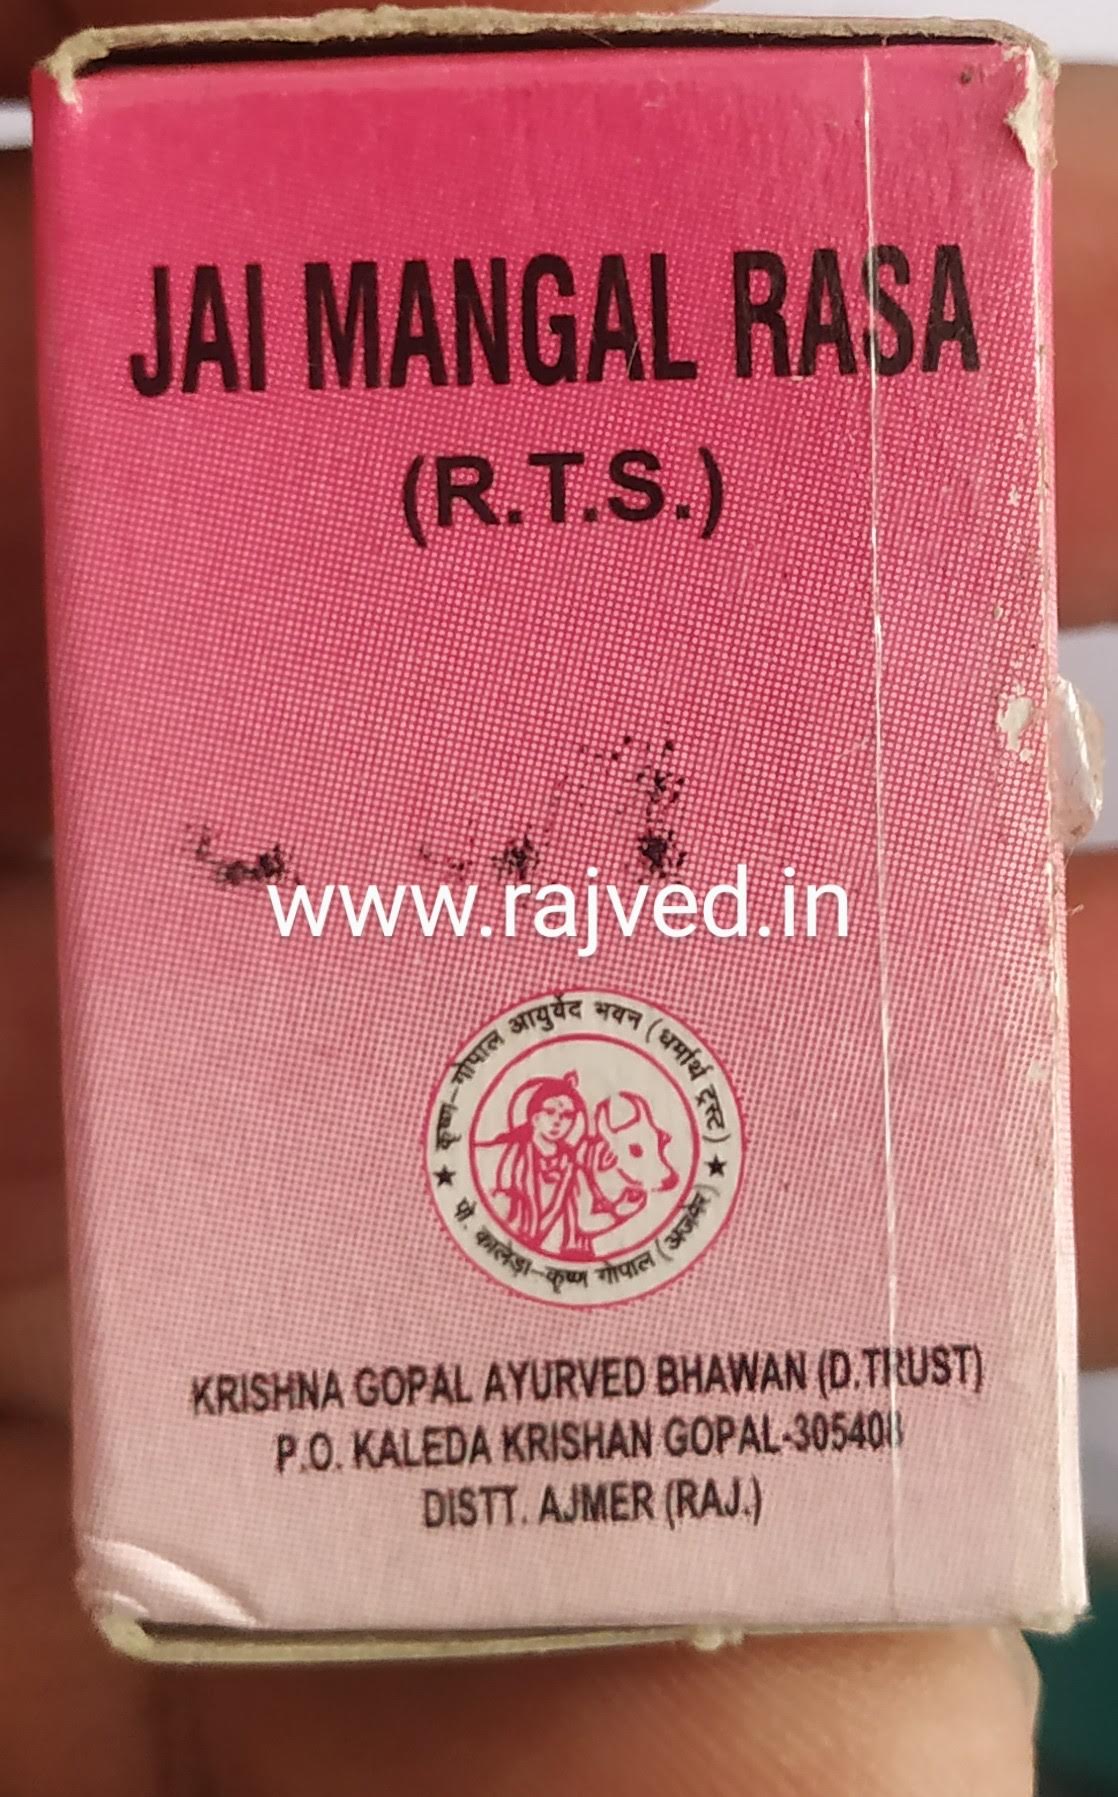 JAI MANGAL RASA
(R.T.S.)
www.rajved.in
कृष्ण-गोपाल आयुर्वेद भवन (धर्मार्थ ट्रस्ट)
★ पो. कालेड़ा-कृष्ण गोपाल (अजमेर) ★
KRISHNA GOPAL AYURVED BHAWAN (D.TRUST)
P.O. KALEDA KRISHAN GOPAL-305408
DISTT. AJMER (RAJ.)